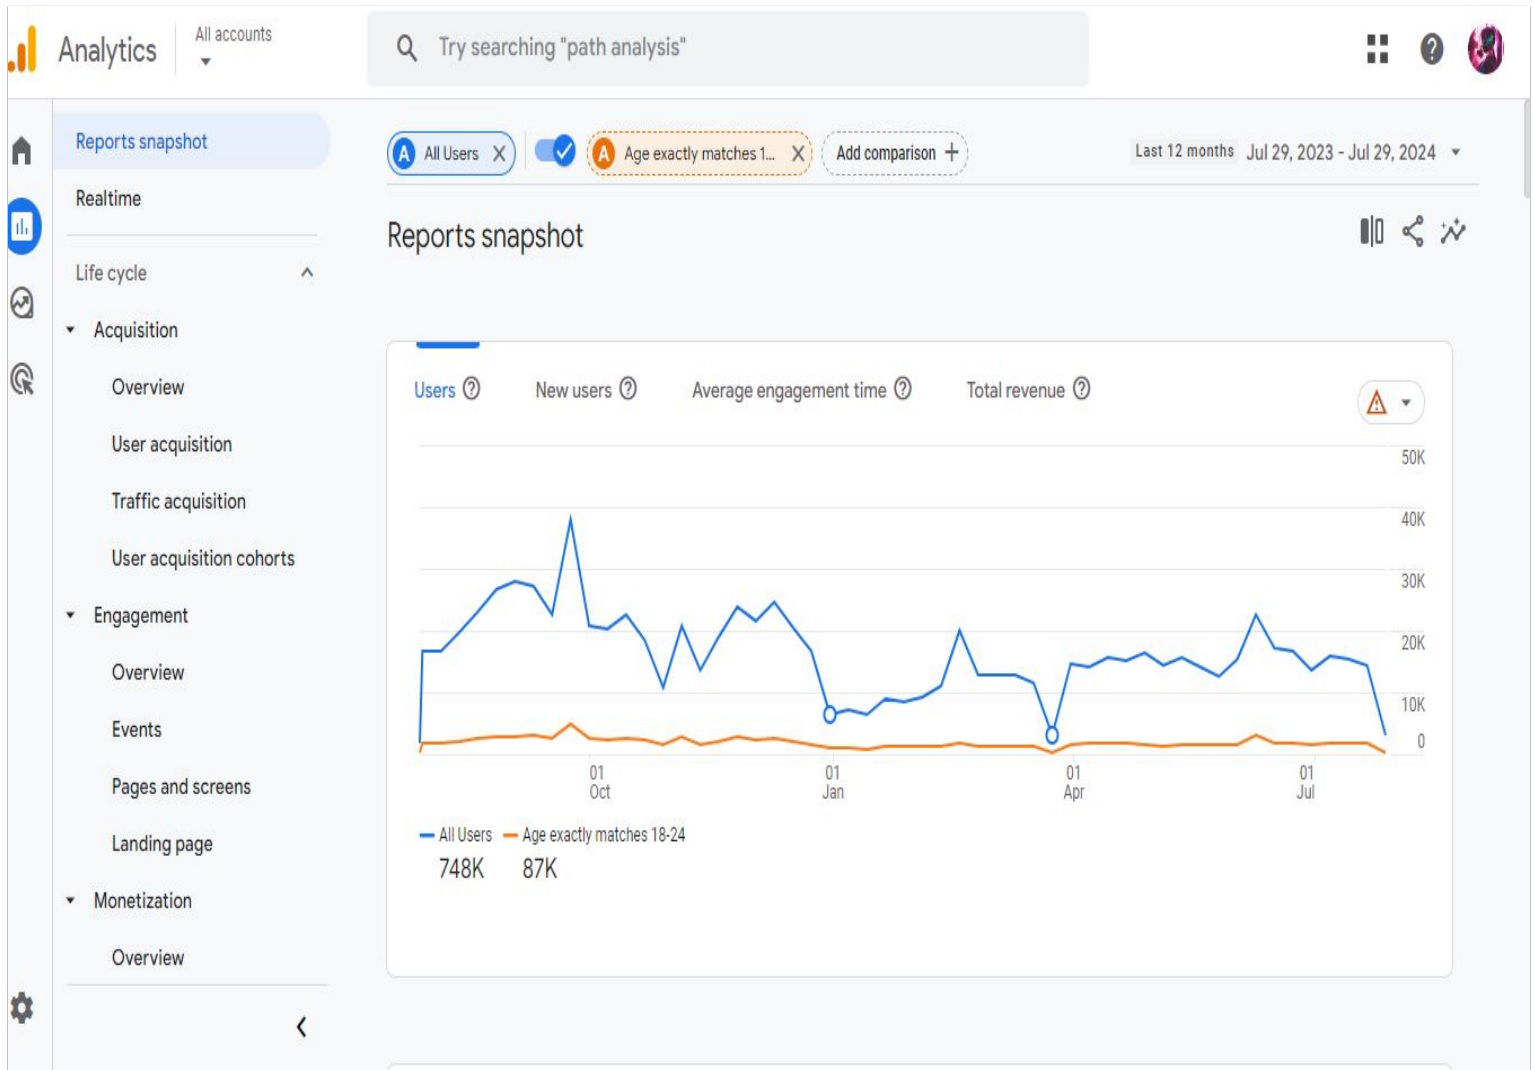 Analytics
All accounts
Try searching "path analysis"
Reports snapshot
Realtime
Life cycle
Acquisition
Overview
User acquisition
Traffic acquisition
User acquisition cohorts
Engagement
Overview
Events
Pages and screens
Landing page
Monetization
Overview
A All Users
A Age exactly matches 1...
Add comparison
Last 12 months Jul 29, 2023 - Jul 29, 2024
Reports snapshot
Users
New users
Average engagement time
Total revenue
50K
40K
30K
20K
10K
0
01
Oct
01
Jan
01
Apr
01
Jul
All Users
748K
Age exactly matches 18-24
87K